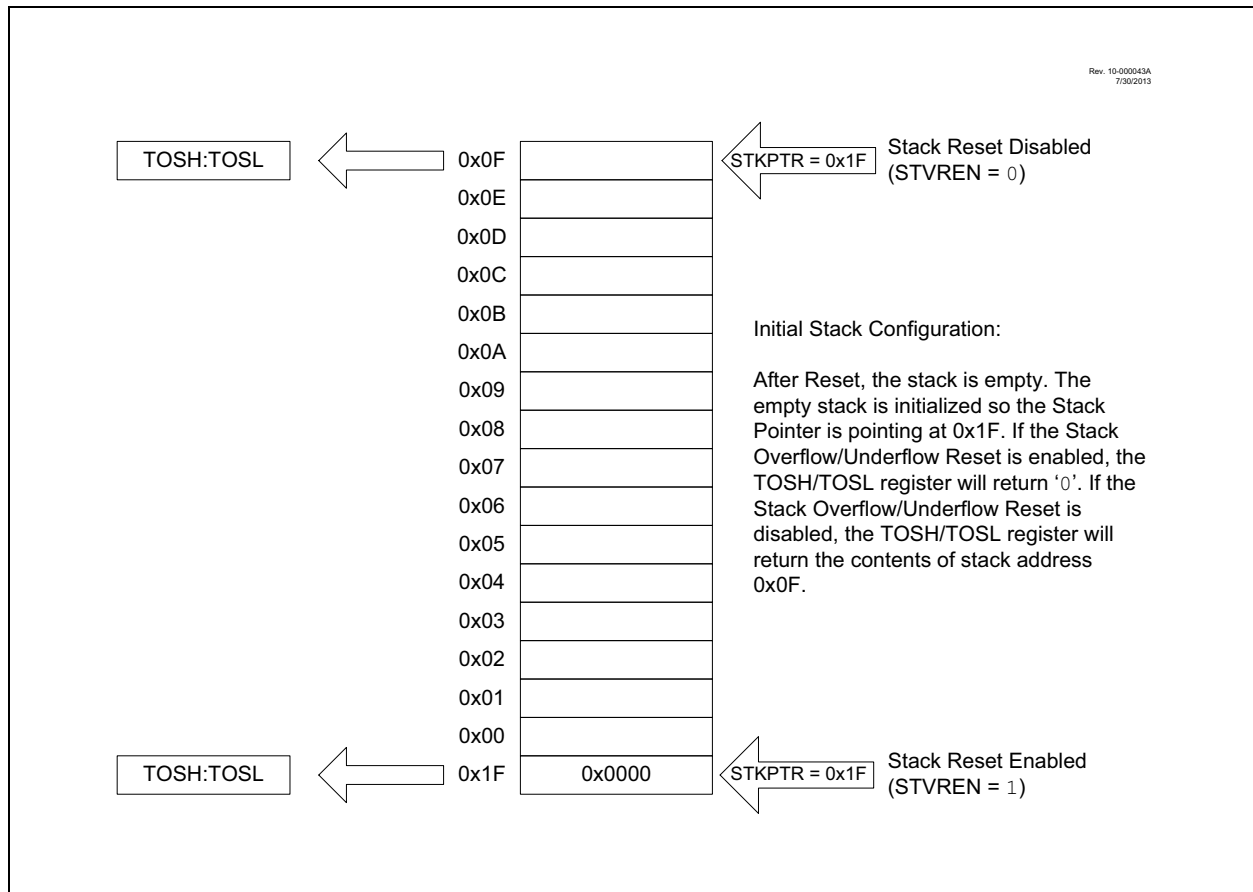 Rev. 10-000043A
7/30/2013
TOSH:TOSL
0x0F
STKPTR = 0x1F
Stack Reset Disabled
(STVREN = 0)
0x0E
0x0D
0x0C
0x0B
0x0A
0x09
0x08
0x07
0x06
0x05
0x04
0x03
0x02
0x01
0x00
Initial Stack Configuration:
After Reset, the stack is empty. The
empty stack is initialized so the Stack
Pointer is pointing at 0x1F. If the Stack
Overflow/Underflow Reset is enabled, the
TOSH/TOSL register will return ‘0’. If the
Stack Overflow/Underflow Reset is
disabled, the TOSH/TOSL register will
return the contents of stack address
0x0F.
TOSH:TOSL
0x1F
0x0000
STKPTR = 0x1F
Stack Reset Enabled
(STVREN = 1)